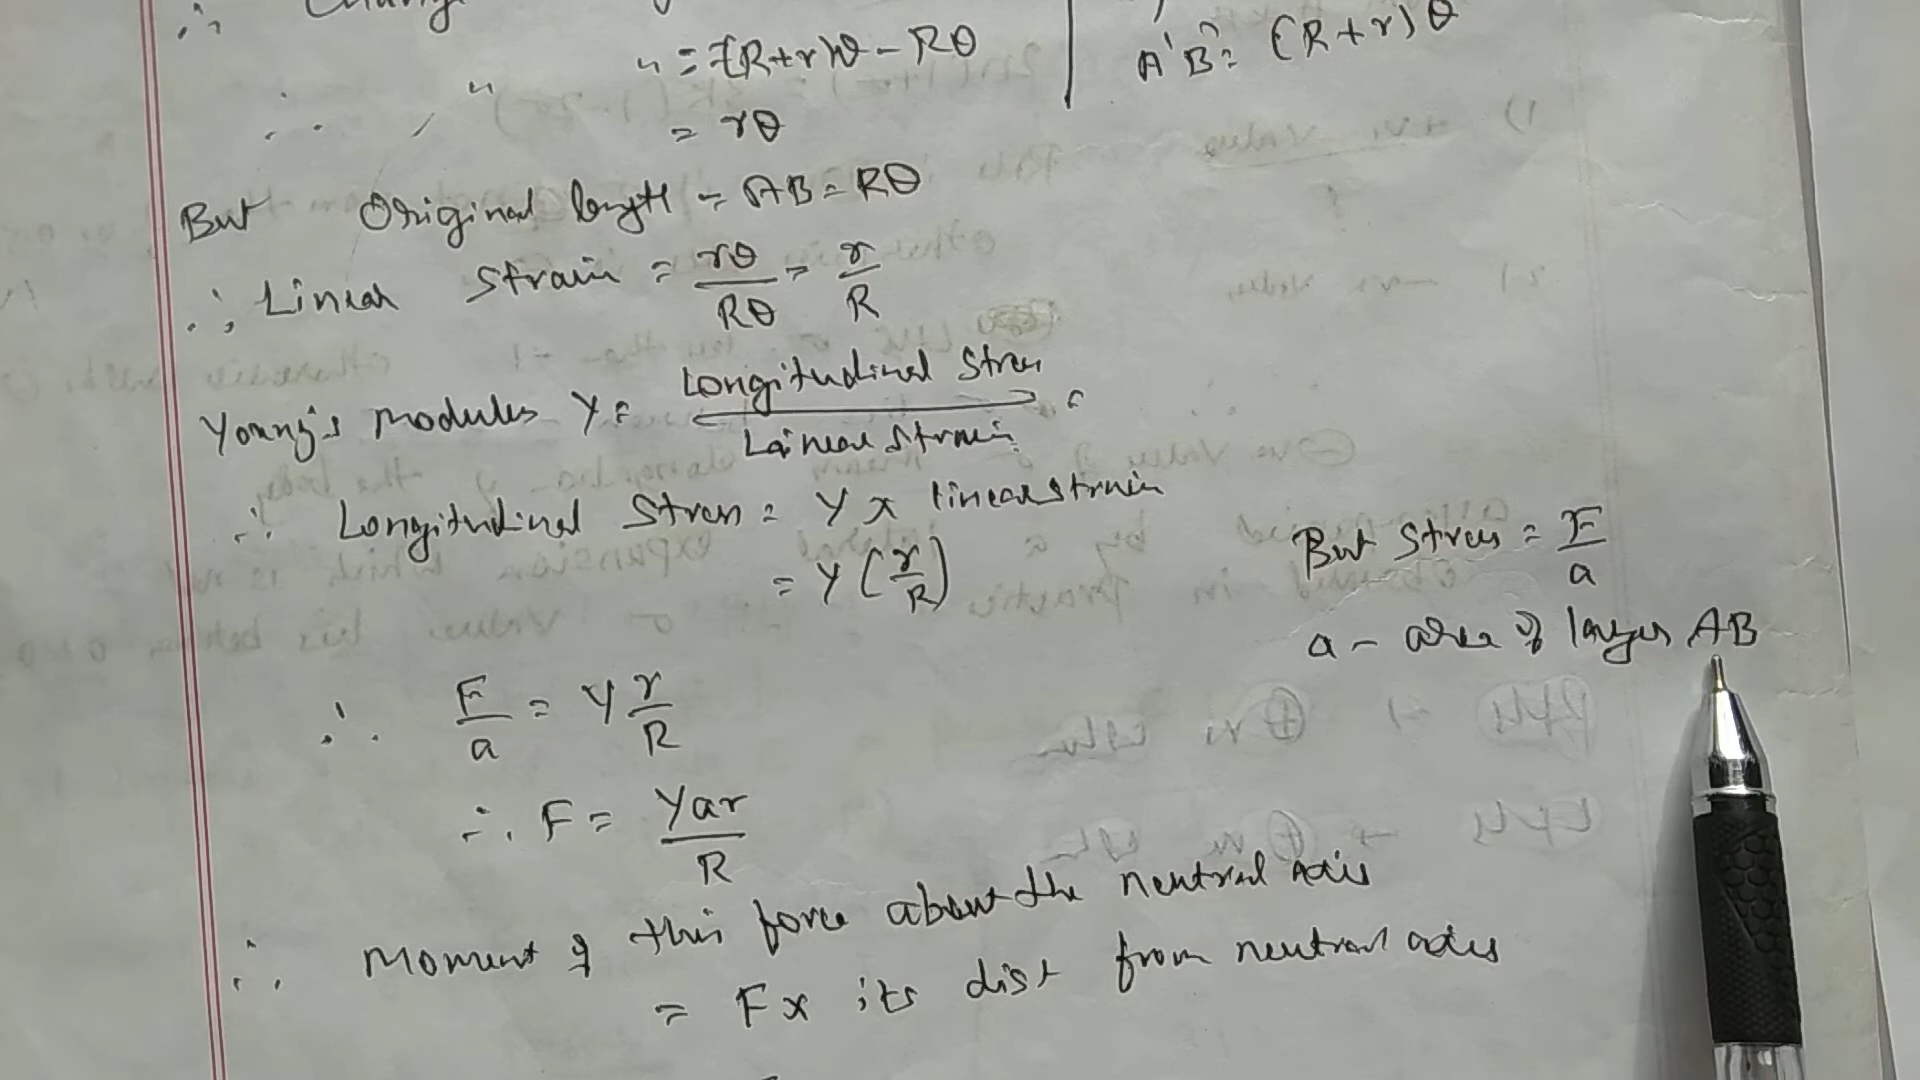 ∴ Change
A'B' = (R+r)θ
" = (R+r)θ - Rθ
= rθ
But Original length = AB = Rθ
∴ Linear Strain = rθ/Rθ = r/R
Young's Modulus Y = Longitudinal Stress / Linear Strain
∴ Longitudinal Stress = Y x linear strain
= Y (r/R)
But Stress = F/a
a - area of layer AB
∴ F/a = Y r/R
∴ F = Yar/R
∴ Moment of this force about the neutral axis
= F x its dist from neutral axis